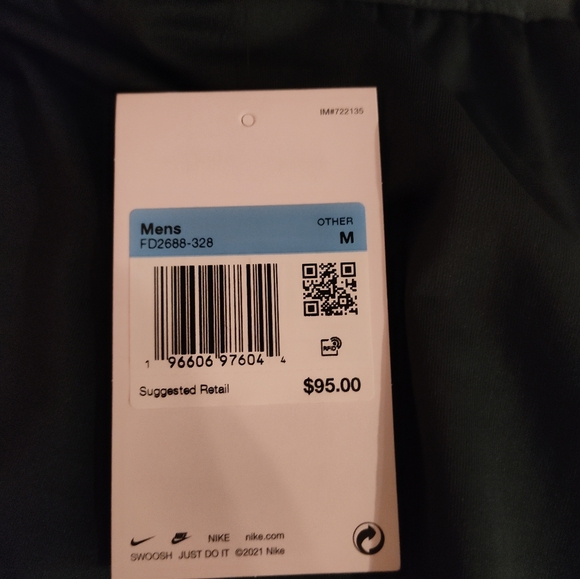 IM#722135
Mens OTHER
FD2688-328 M
1 96606 97604 4
RFID
Suggested Retail $95.00
NIKE nike.com
SWOOSH JUST DO IT ©2021 Nike